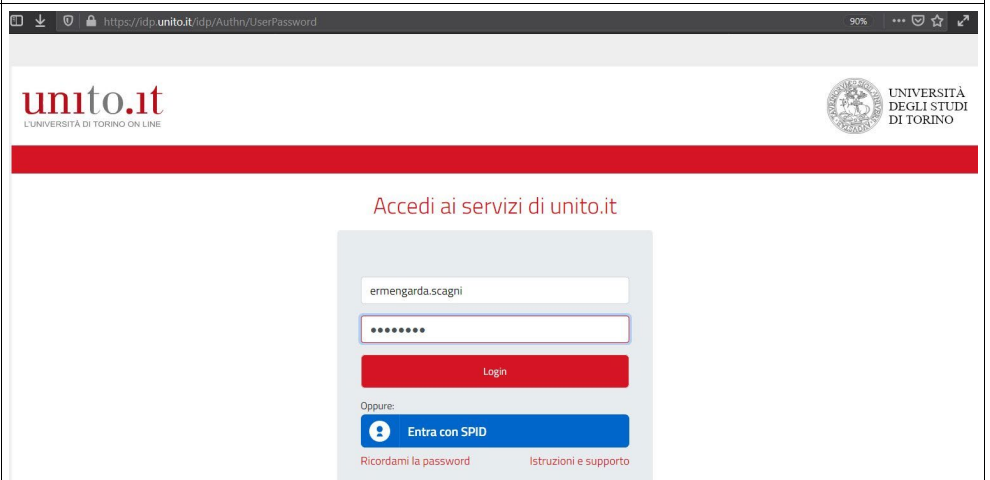 https://idp.unito.it/idp/Authn/UserPassword 90%
unito.it
L'UNIVERSITÀ DI TORINO ON LINE
UNIVERSITÀ
DEGLI STUDI
DI TORINO
Accedi ai servizi di unito.it
ermengarda.scagni
••••••••
Login
Oppure:
Entra con SPID
Ricordami la password Istruzioni e supporto